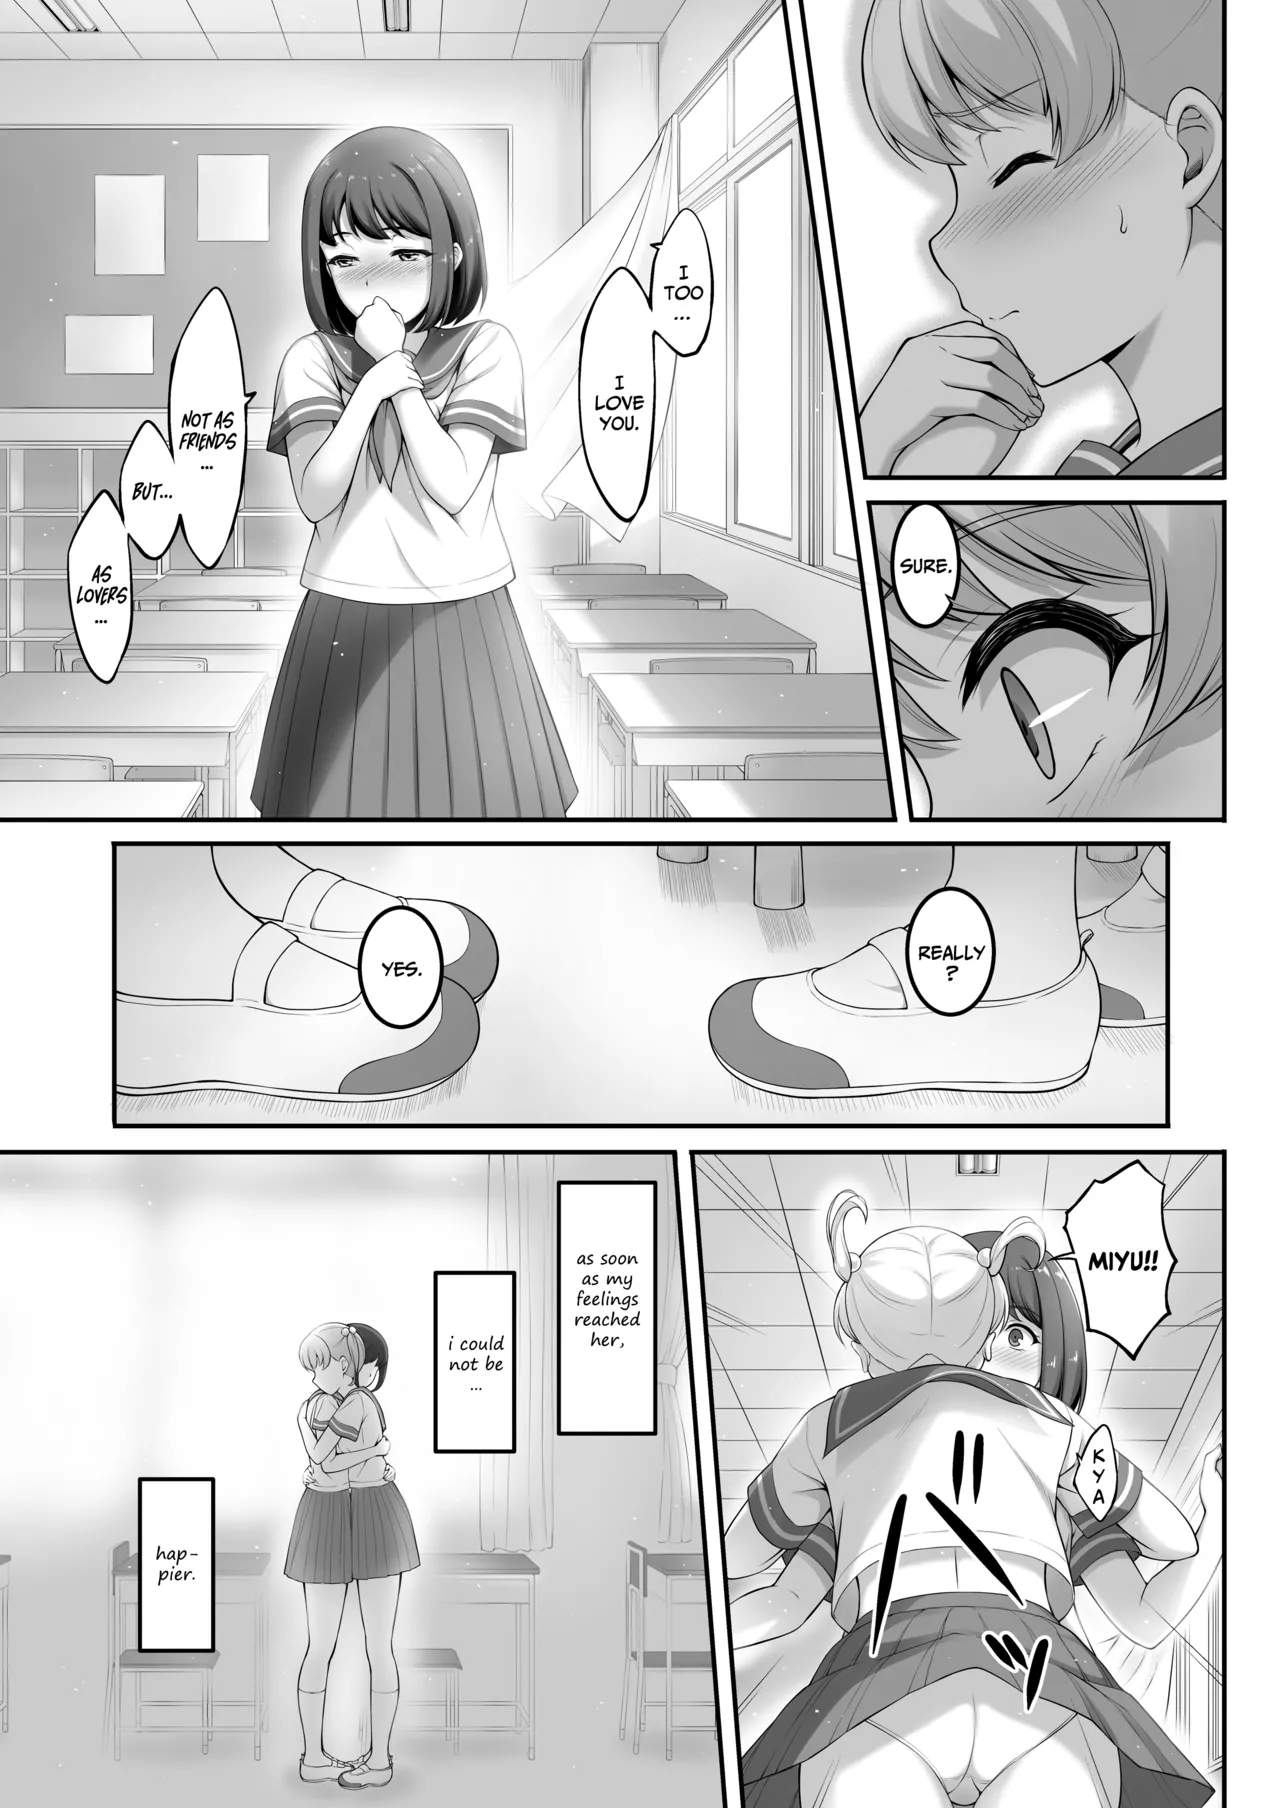 I
TOO
...
I
LOVE
YOU.
NOT AS
FRIENDS
...
BUT...
AS
LOVERS
...
SURE.
REALLY
?
YES.
MIYU!!
KYA
as soon
as my
feelings
reached
her,
i could
not be
...
hap-
pier.